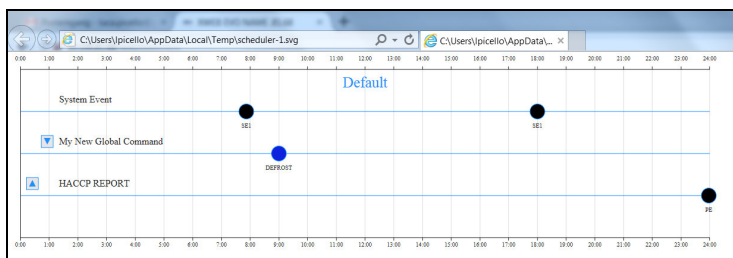 C:\Users\lpicello\AppData\Local\Temp\scheduler-1.svg
C:\Users\lpicello\AppData\... ×
0:00 1:00 2:00 3:00 4:00 5:00 6:00 7:00 8:00 9:00 10:00 11:00 12:00 13:00 14:00 15:00 16:00 17:00 18:00 19:00 20:00 21:00 22:00 23:00 24:00
Default
System Event
SE1 SE1
My New Global Command
DEFROST
HACCP REPORT
PE
0:00 1:00 2:00 3:00 4:00 5:00 6:00 7:00 8:00 9:00 10:00 11:00 12:00 13:00 14:00 15:00 16:00 17:00 18:00 19:00 20:00 21:00 22:00 23:00 24:00